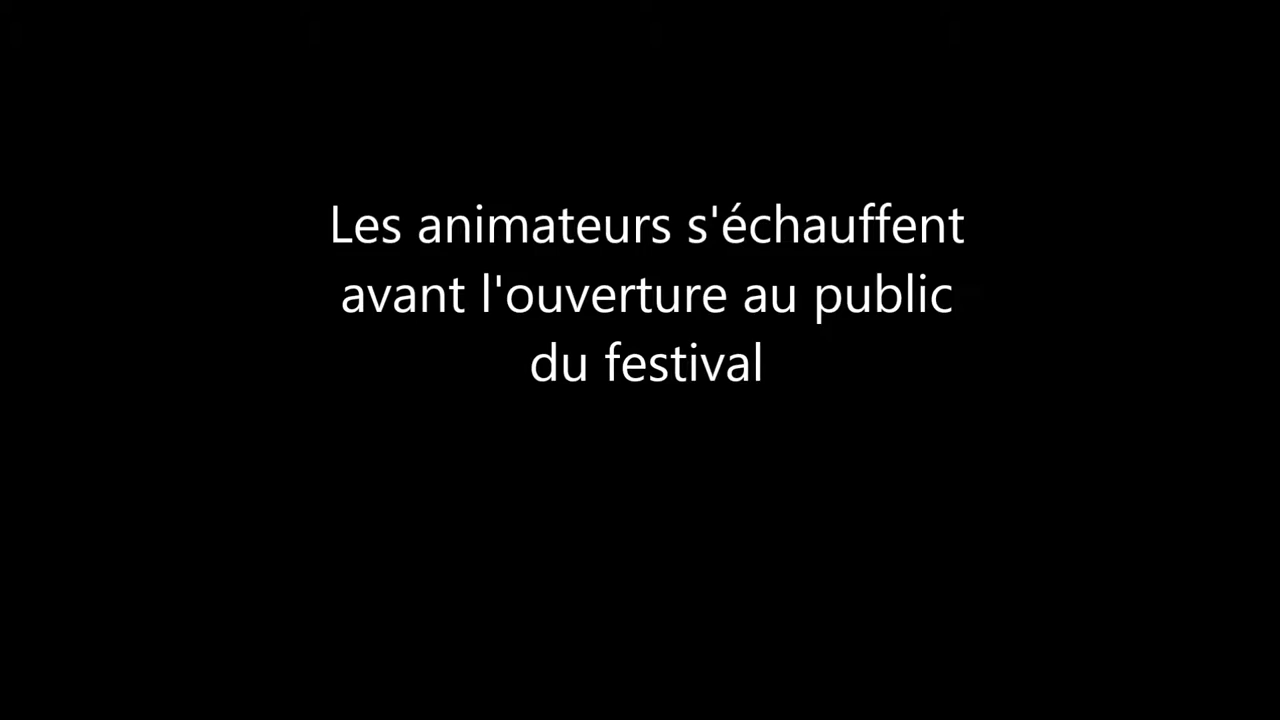 Les animateurs s'échauffent
avant l'ouverture au public
du festival